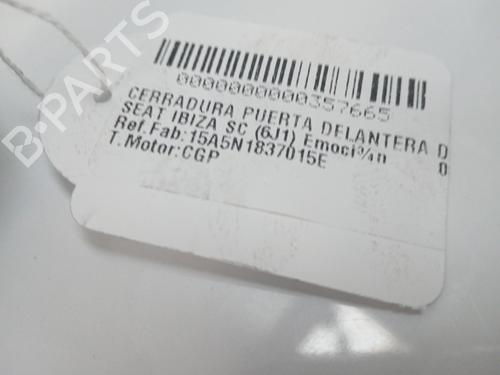 0000000000357665
CERRADURA PUERTA DELANTERA D
SEAT IBIZA SC (6J1) Emoci¾n 0
Ref.Fab:15A5N1837015E
T.Motor:CGP
B-PARTS